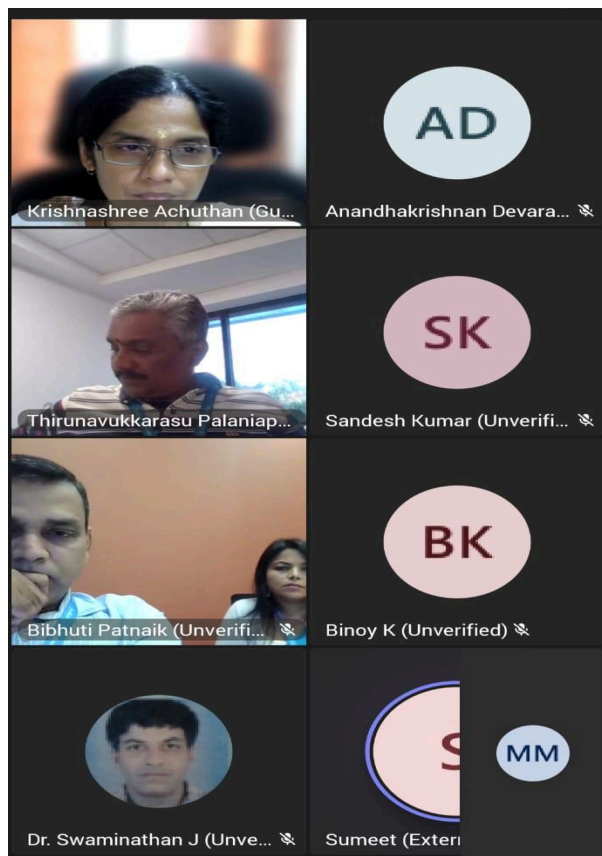 Krishnashree Achuthan (Gu...
AD
Anandhakrishnan Devara...
Thirunavukkarasu Palaniap...
SK
Sandesh Kumar (Unverifi...
Bibhuti Patnaik (Unverifi...
BK
Binoy K (Unverified)
Dr. Swaminathan J (Unve...
S
Sumeet (Exter
MM